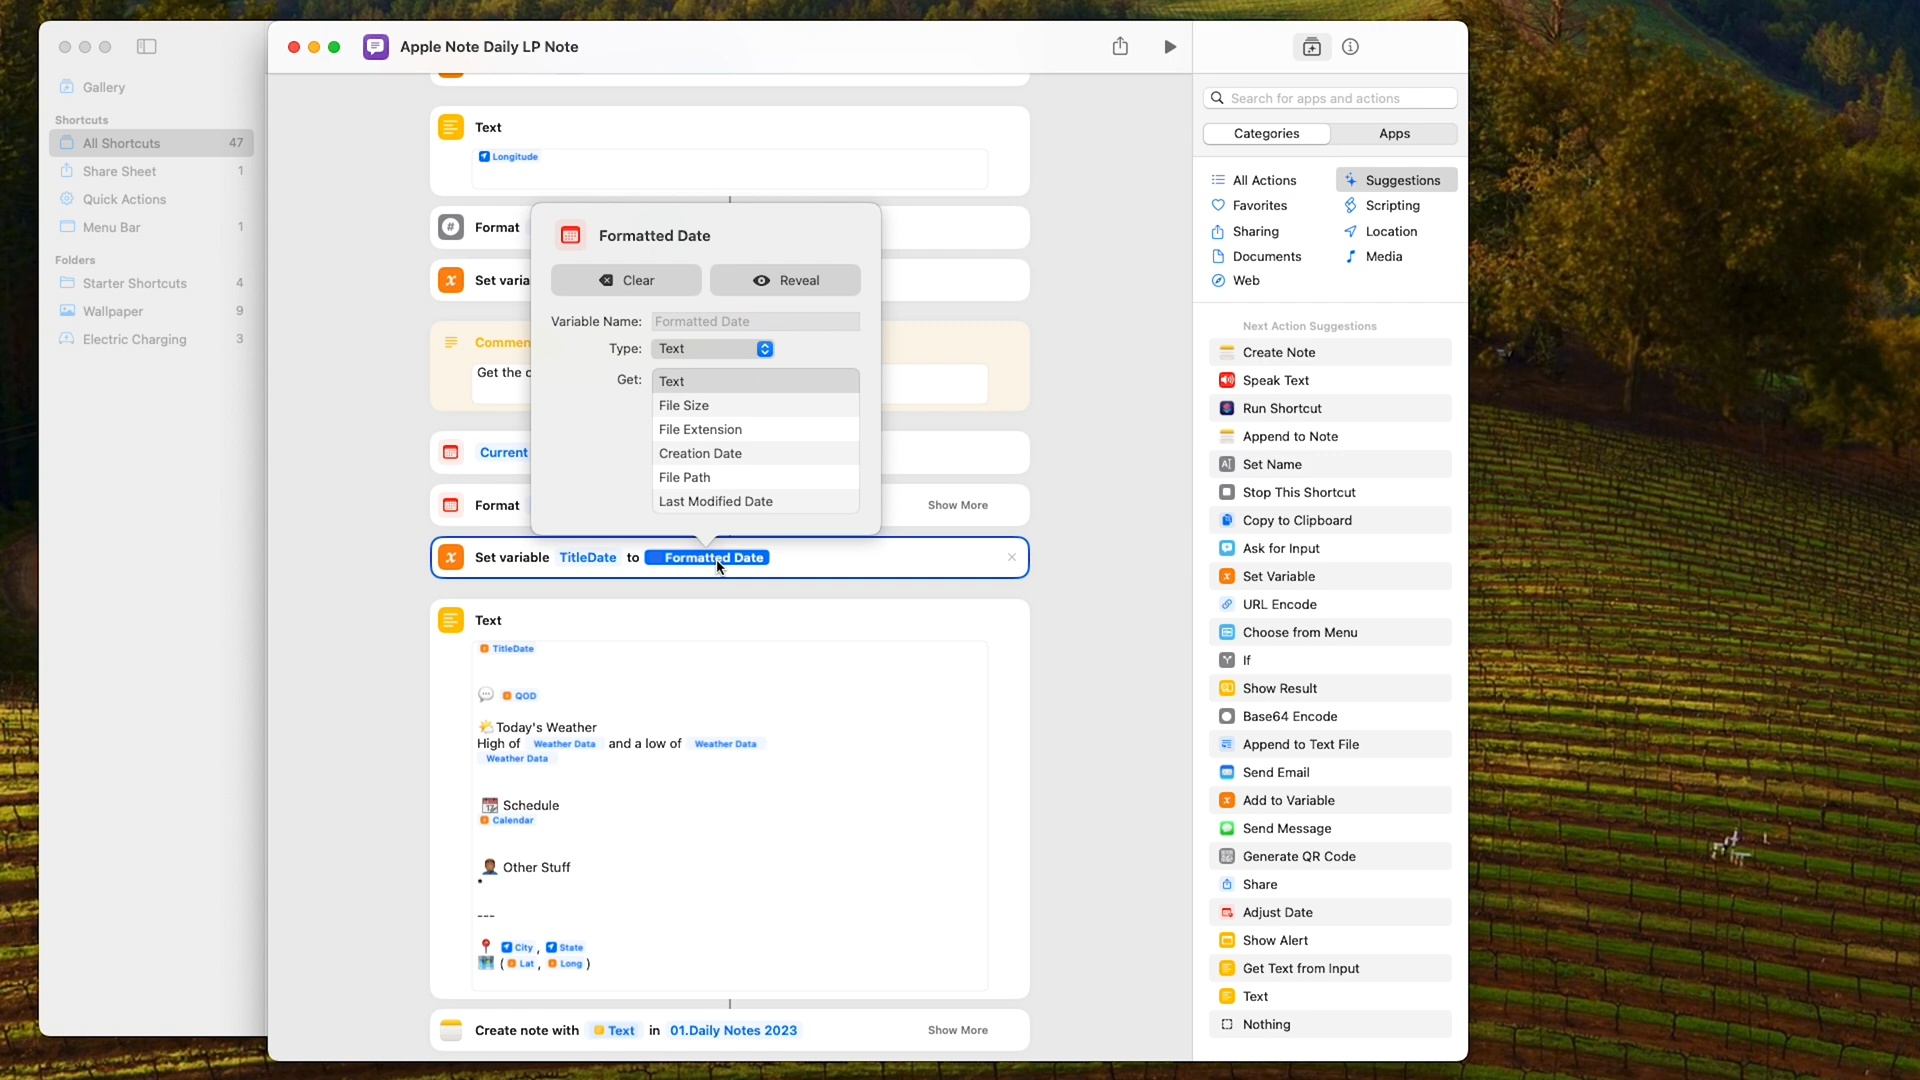 Apple Note Daily LP Note
Gallery
Shortcuts
All Shortcuts 47
Share Sheet 1
Quick Actions
Menu Bar 1
Folders
Starter Shortcuts 4
Wallpaper 9
Electric Charging 3
Text
Longitude
Format
Set varia
Commen
Get the c
Current
Format Show More
Formatted Date
Clear Reveal
Variable Name: Formatted Date
Type: Text
Get: Text
File Size
File Extension
Creation Date
File Path
Last Modified Date
Set variable TitleDate to Formatted Date
Text
TitleDate
QOD
Today's Weather
High of Weather Data and a low of Weather Data
Weather Data
Schedule
Calendar
Other Stuff
*
---
City , State
( Lat , Long )
Create note with Text in 01.Daily Notes 2023 Show More
Search for apps and actions
Categories Apps
All Actions Suggestions
Favorites Scripting
Sharing Location
Documents Media
Web
Next Action Suggestions
Create Note
Speak Text
Run Shortcut
Append to Note
Set Name
Stop This Shortcut
Copy to Clipboard
Ask for Input
Set Variable
URL Encode
Choose from Menu
If
Show Result
Base64 Encode
Append to Text File
Send Email
Add to Variable
Send Message
Generate QR Code
Share
Adjust Date
Show Alert
Get Text from Input
Text
Nothing